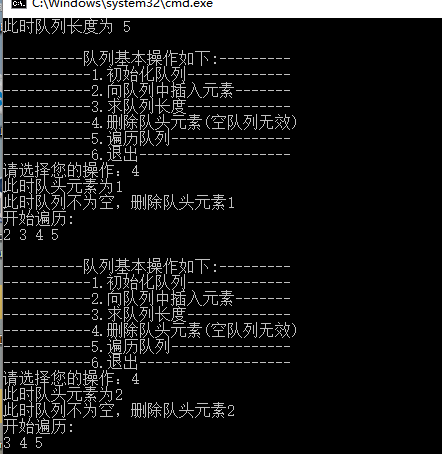 C:\Windows\system32\cmd.exe
此时队列长度为 5
----------队列基本操作如下:---------
-----------1.初始化队列-------------
-----------2.向队列中插入元素-------
-----------3.求队列长度-------------
-----------4.删除队头元素(空队列无效)
-----------5.遍历队列---------------
-----------6.退出-------------------
请选择您的操作：4
此时队头元素为1
此时队列不为空，删除队头元素1
开始遍历:
2 3 4 5
----------队列基本操作如下:---------
-----------1.初始化队列-------------
-----------2.向队列中插入元素-------
-----------3.求队列长度-------------
-----------4.删除队头元素(空队列无效)
-----------5.遍历队列---------------
-----------6.退出-------------------
请选择您的操作：4
此时队头元素为2
此时队列不为空，删除队头元素2
开始遍历:
3 4 5